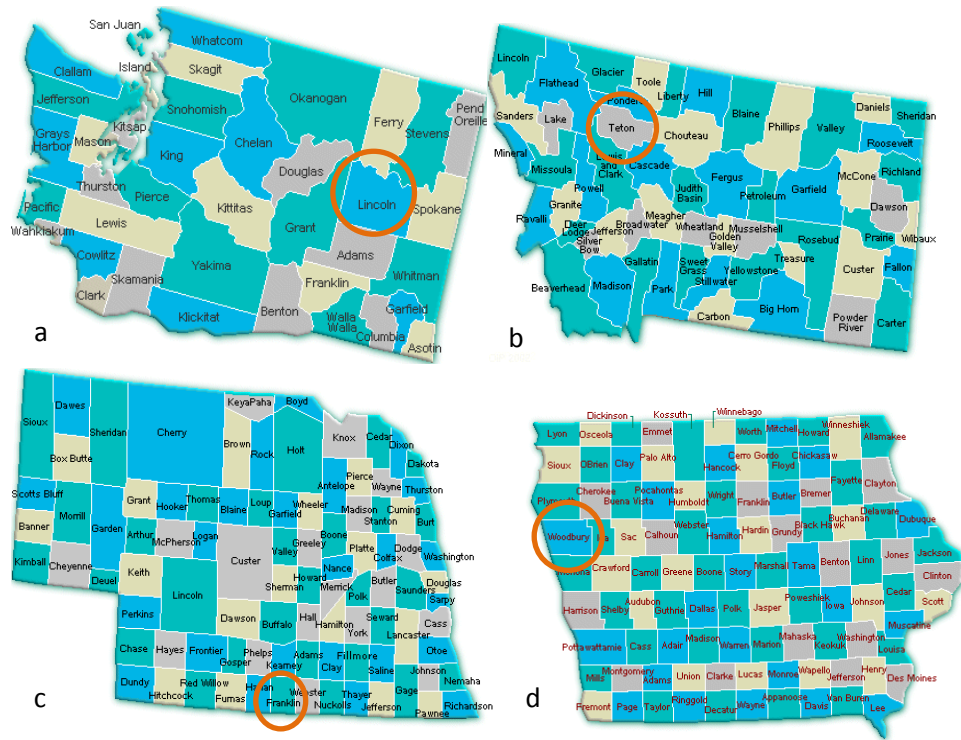 San Juan
Whatcom
Island
Skagit
Clallam
Okanogan
Pend
Oreille
Jefferson
Snohomish
Ferry
Stevens
Kitsap
Grays
Harbor
Mason
Chelan
King
Douglas
Thurston
Lincoln
Spokane
Pacific
Pierce
Kittitas
Grant
Wahkiakum
Lewis
Adams
Cowlitz
Yakima
Whitman
Skamania
Franklin
Garfield
Clark
Klickitat
Benton
Walla
Walla
Columbia
Asotin
a
Lincoln
Glacier
Toole
Flathead
Liberty
Hill
Blaine
Daniels
Pondera
Phillips
Sheridan
Sanders
Lake
Teton
Chouteau
Valley
Roosevelt
Mineral
Missoula
Lewis
and
Clark
Cascade
Fergus
Richland
McCone
Powell
Judith
Basin
Petroleum
Garfield
Dawson
Granite
Ravalli
Deer
Lodge
Jefferson
Broadwater
Meagher
Wheatland
Musselshell
Golden
Valley
Prairie
Wibaux
Silver
Bow
Rosebud
Gallatin
Sweet
Grass
Yellowstone
Treasure
Custer
Fallon
Stillwater
Beaverhead
Madison
Park
Big Horn
Carbon
Powder
River
Carter
b
Sioux
Dawes
Sheridan
Cherry
KeyaPaha
Boyd
Brown
Rock
Holt
Knox
Cedar
Dixon
Dakota
Box Butte
Pierce
Wayne
Thurston
Antelope
Scotts Bluff
Grant
Hooker
Thomas
Blaine
Loup
Garfield
Wheeler
Madison
Stanton
Cuming
Burt
Banner
Morrill
Garden
Arthur
McPherson
Logan
Boone
Valley
Greeley
Platte
Colfax
Dodge
Washington
Kimball
Cheyenne
Deuel
Keith
Custer
Sherman
Howard
Nance
Merrick
Polk
Butler
Saunders
Douglas
Sarpy
Lincoln
Perkins
Dawson
Buffalo
Hall
Hamilton
York
Seward
Lancaster
Cass
Otoe
Chase
Hayes
Frontier
Gosper
Phelps
Kearney
Adams
Clay
Fillmore
Saline
Johnson
Nemaha
Dundy
Hitchcock
Red Willow
Furnas
Harlan
Franklin
Webster
Nuckolls
Thayer
Jefferson
Gage
Pawnee
Richardson
c
Dickinson
Kossuth
Winnebago
Lyon
Osceola
Emmet
Worth
Mitchell
Howard
Winneshiek
Allamakee
Sioux
OBrien
Clay
Palo Alto
Hancock
Cerro Gordo
Floyd
Chickasaw
Fayette
Clayton
Plymouth
Cherokee
Buena Vista
Pocahontas
Humboldt
Wright
Franklin
Butler
Bremer
Woodbury
Sac
Calhoun
Webster
Hamilton
Hardin
Grundy
Black Hawk
Buchanan
Delaware
Dubuque
Crawford
Carroll
Greene
Boone
Story
Marshall
Tama
Benton
Linn
Jones
Jackson
Clinton
Harrison
Shelby
Audubon
Guthrie
Dallas
Polk
Jasper
Poweshiek
Iowa
Johnson
Cedar
Scott
Muscatine
Pottawattamie
Cass
Adair
Madison
Warren
Marion
Mahaska
Keokuk
Washington
Louisa
Mills
Montgomery
Adams
Union
Clarke
Lucas
Monroe
Wapello
Jefferson
Henry
Des Moines
Fremont
Page
Taylor
Ringgold
Decatur
Wayne
Appanoose
Davis
Van Buren
Lee
d